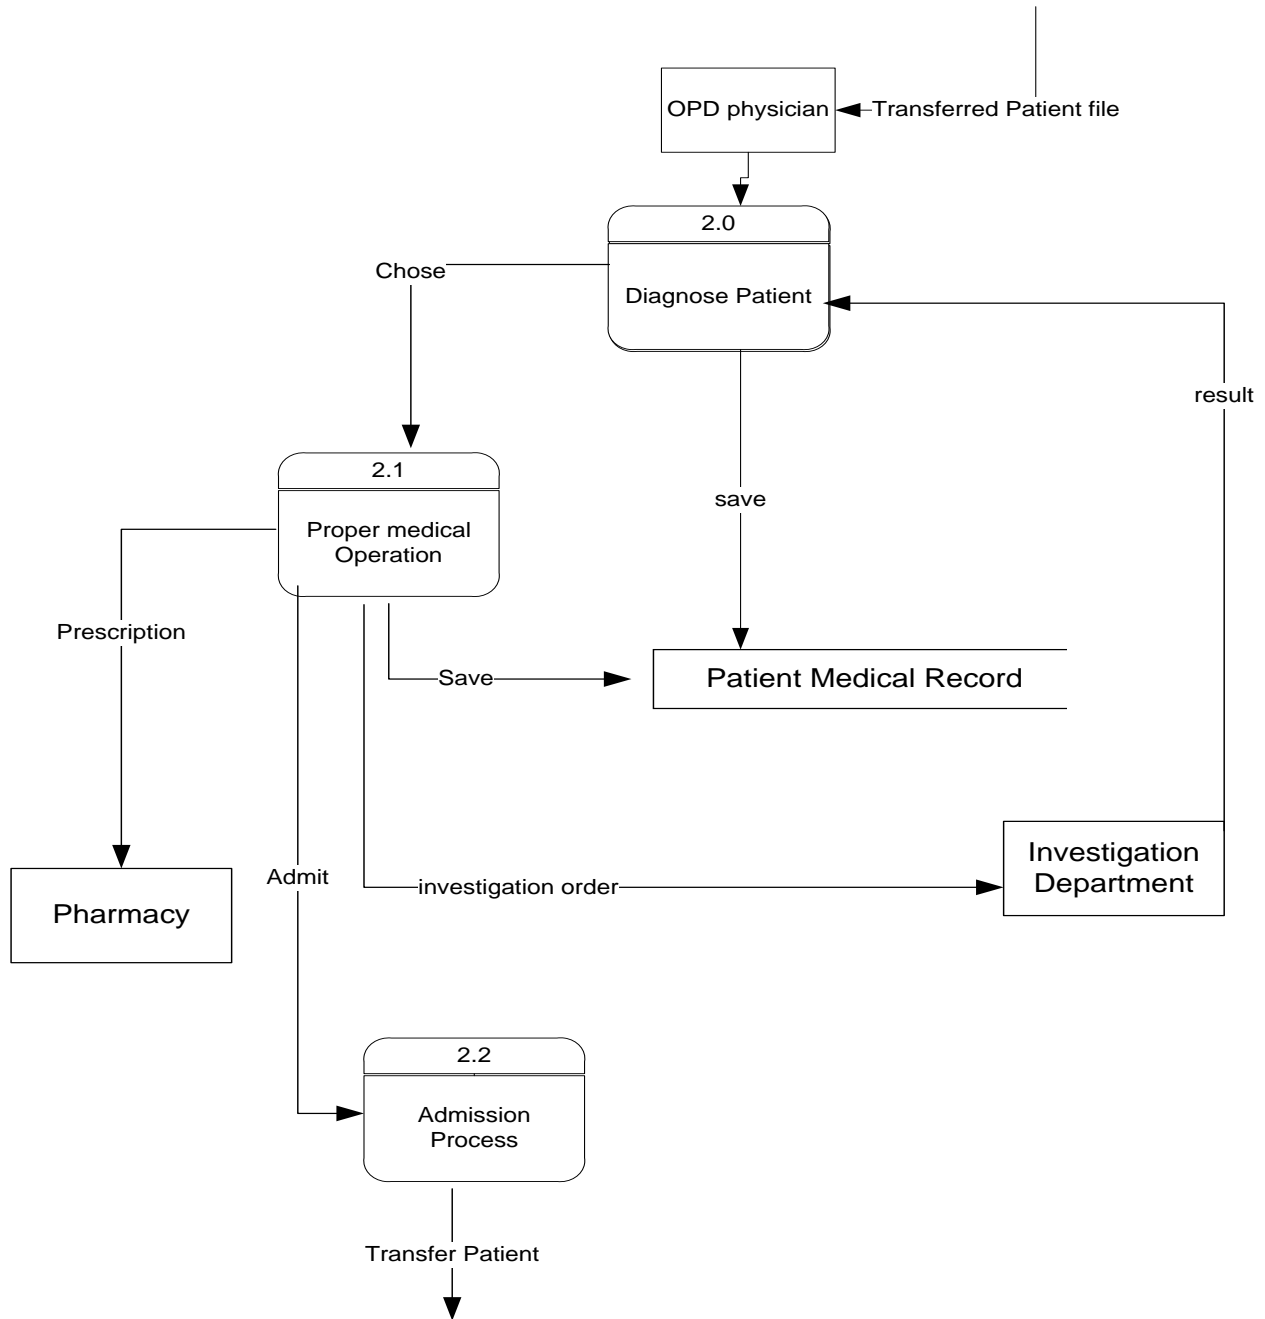 OPD physician
Transferred Patient file
2.0
Diagnose Patient
Chose
result
2.1
Proper medical
Operation
save
Prescription
Save
Patient Medical Record
Investigation
Department
Admit
investigation order
Pharmacy
2.2
Admission
Process
Transfer Patient